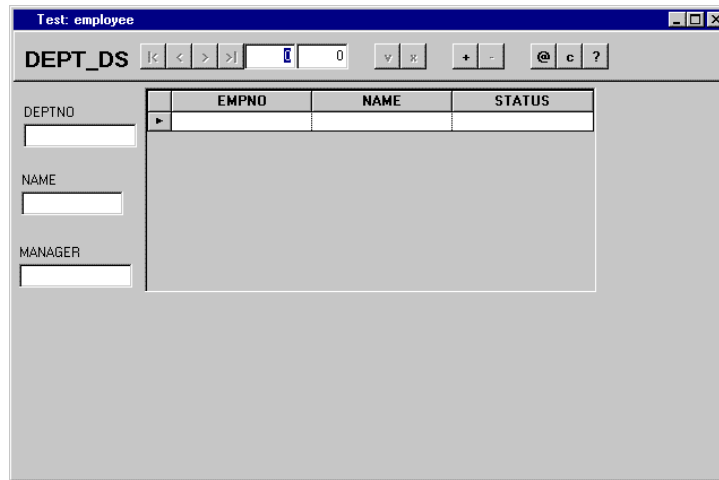 Test: employee
DEPT_DS |< < > >| 0 0 v x + - @ c ?
DEPTNO
EMPNO NAME STATUS
NAME
MANAGER